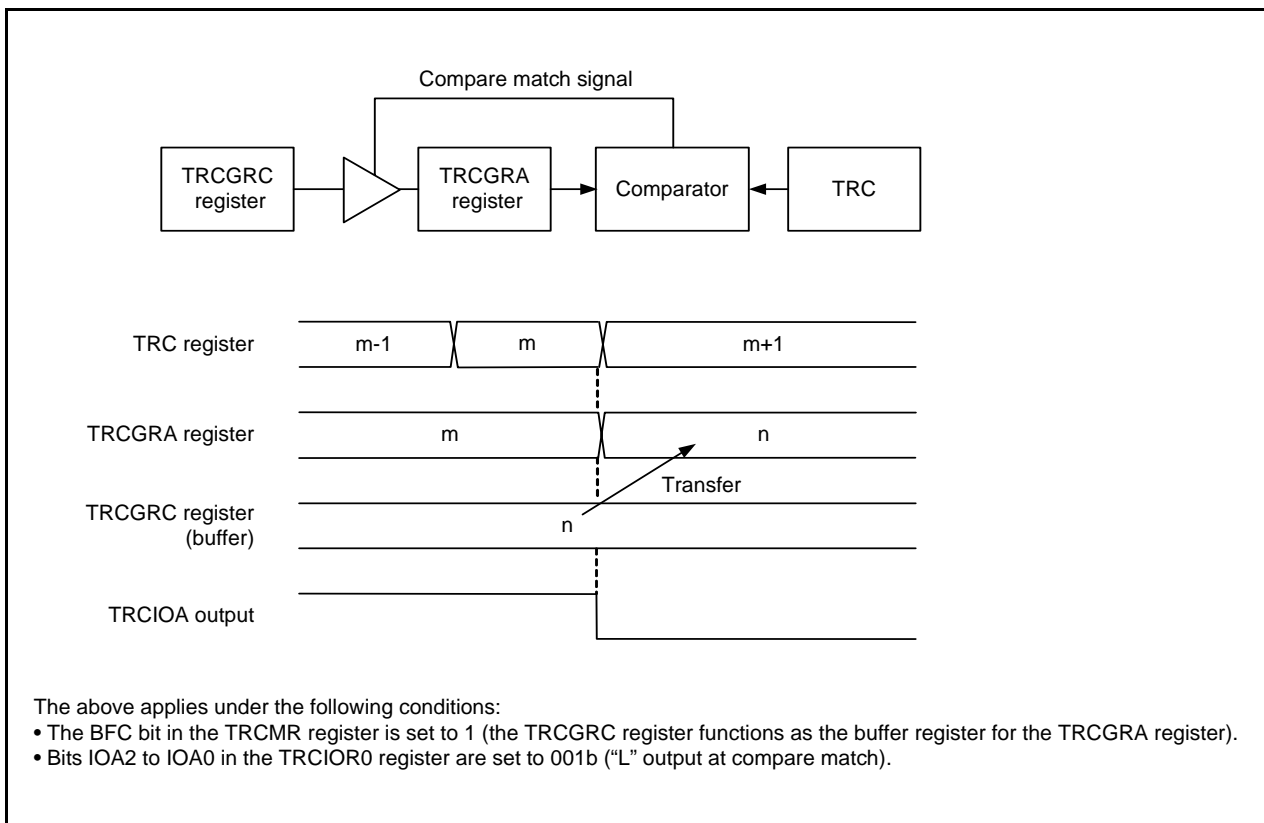 Compare match signal
TRCGRC
register
TRCGRA
register
Comparator
TRC
TRC register
m-1
m
m+1
TRCGRA register
m
n
Transfer
TRCGRC register
(buffer)
n
TRCIOA output
The above applies under the following conditions:
• The BFC bit in the TRCMR register is set to 1 (the TRCGRC register functions as the buffer register for the TRCGRA register).
• Bits IOA2 to IOA0 in the TRCIOR0 register are set to 001b (“L” output at compare match).